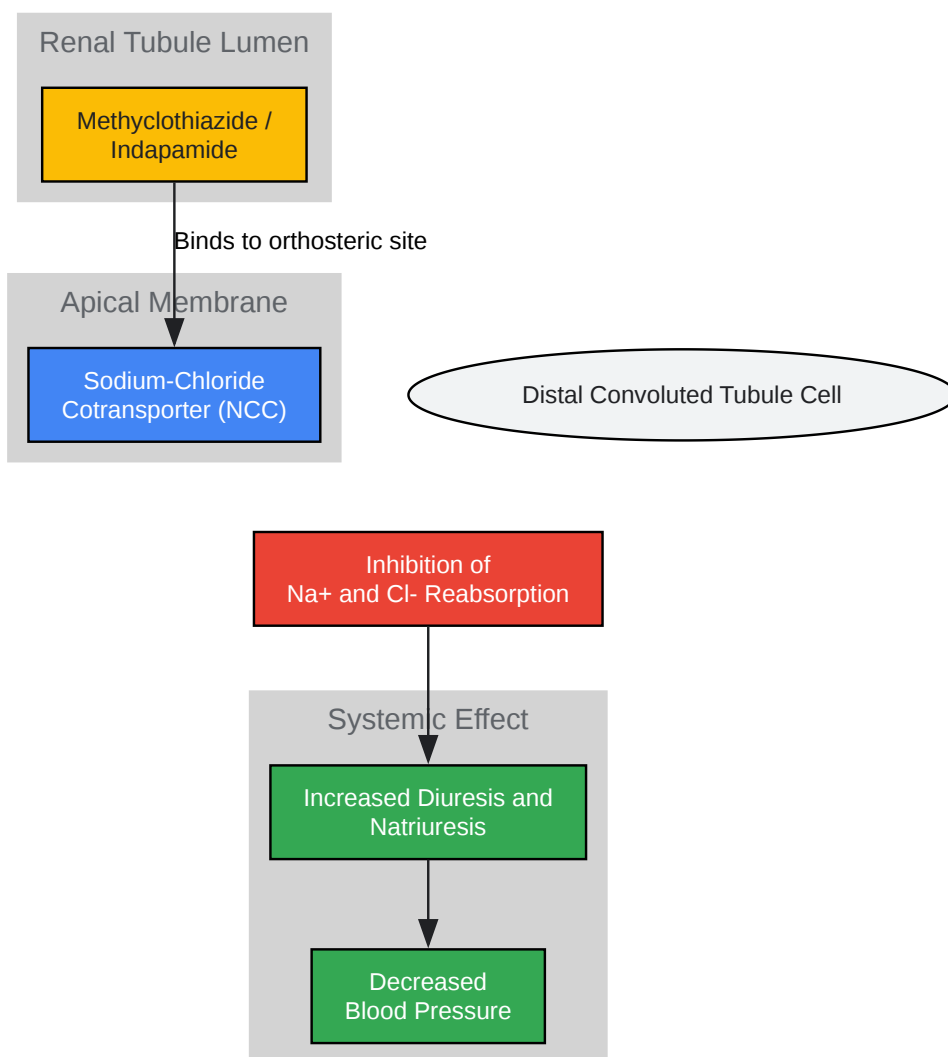 Renal Tubule Lumen
Methyclothiazide /
Indapamide
Binds to orthosteric site
Apical Membrane
Sodium-Chloride
Cotransporter (NCC)
Distal Convoluted Tubule Cell
Inhibition of
Na+ and Cl- Reabsorption
Systemic Effect
Increased Diuresis and
Natriuresis
Decreased
Blood Pressure